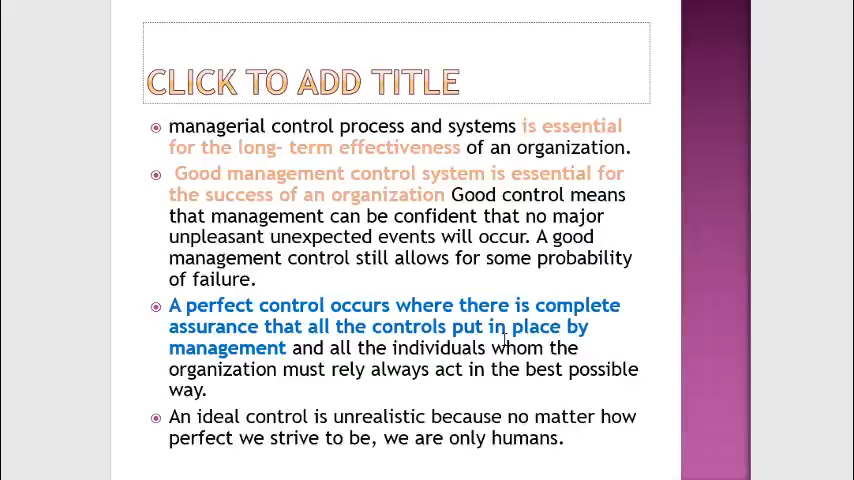 CLICK TO ADD TITLE
managerial control process and systems is essential
for the long- term effectiveness of an organization.
Good management control system is essential for
the success of an organization Good control means
that management can be confident that no major
unpleasant unexpected events will occur. A good
management control still allows for some probability
of failure.
A perfect control occurs where there is complete
assurance that all the controls put in place by
management and all the individuals whom the
organization must rely always act in the best possible
way.
An ideal control is unrealistic because no matter how
perfect we strive to be, we are only humans.